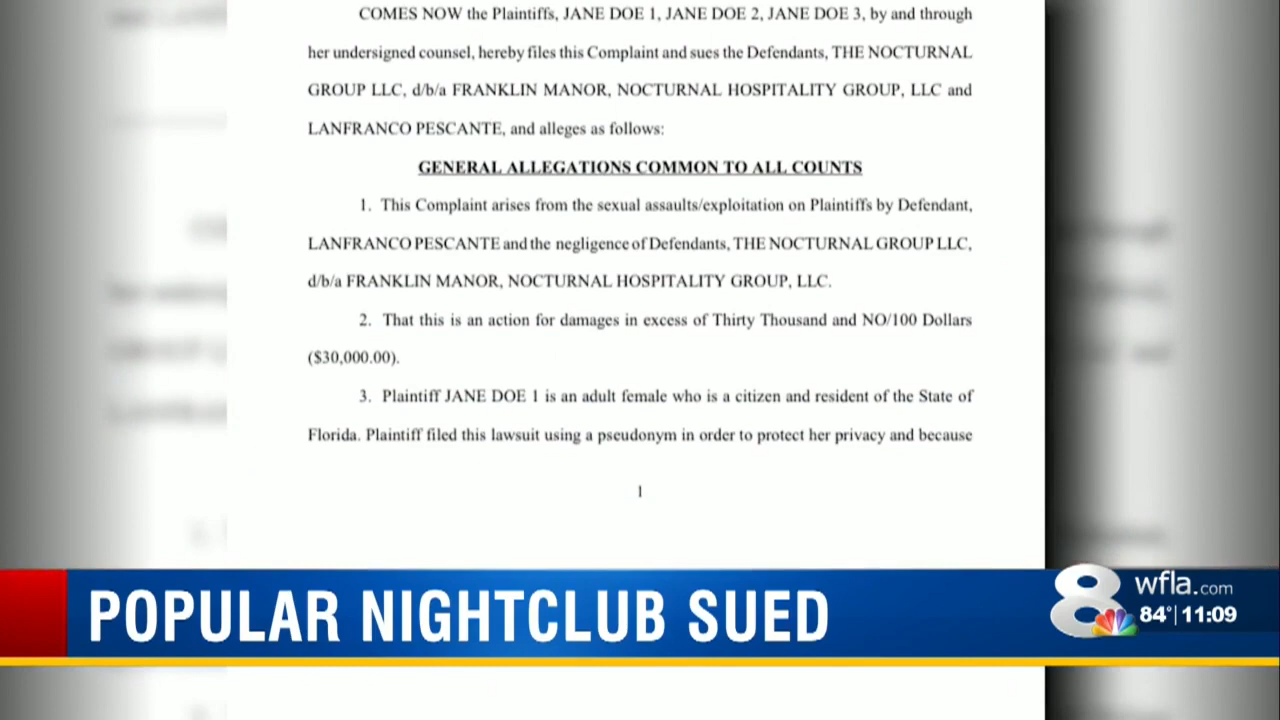 COMES NOW the Plaintiffs, JANE DOE 1, JANE DOE 2, JANE DOE 3, by and through
her undersigned counsel, hereby files this Complaint and sues the Defendants, THE NOCTURNAL
GROUP LLC, d/b/a FRANKLIN MANOR, NOCTURNAL HOSPITALITY GROUP, LLC and
LANFRANCO PESCANTE, and alleges as follows:
GENERAL ALLEGATIONS COMMON TO ALL COUNTS
1. This Complaint arises from the sexual assaults/exploitation on Plaintiffs by Defendant,
LANFRANCO PESCANTE and the negligence of Defendants, THE NOCTURNAL GROUP LLC,
d/b/a FRANKLIN MANOR, NOCTURNAL HOSPITALITY GROUP, LLC.
2. That this is an action for damages in excess of Thirty Thousand and NO/100 Dollars
($30,000.00).
3. Plaintiff JANE DOE 1 is an adult female who is a citizen and resident of the State of
Florida. Plaintiff filed this lawsuit using a pseudonym in order to protect her privacy and because
1
POPULAR NIGHTCLUB SUED
8 wfla.com
84° | 11:09